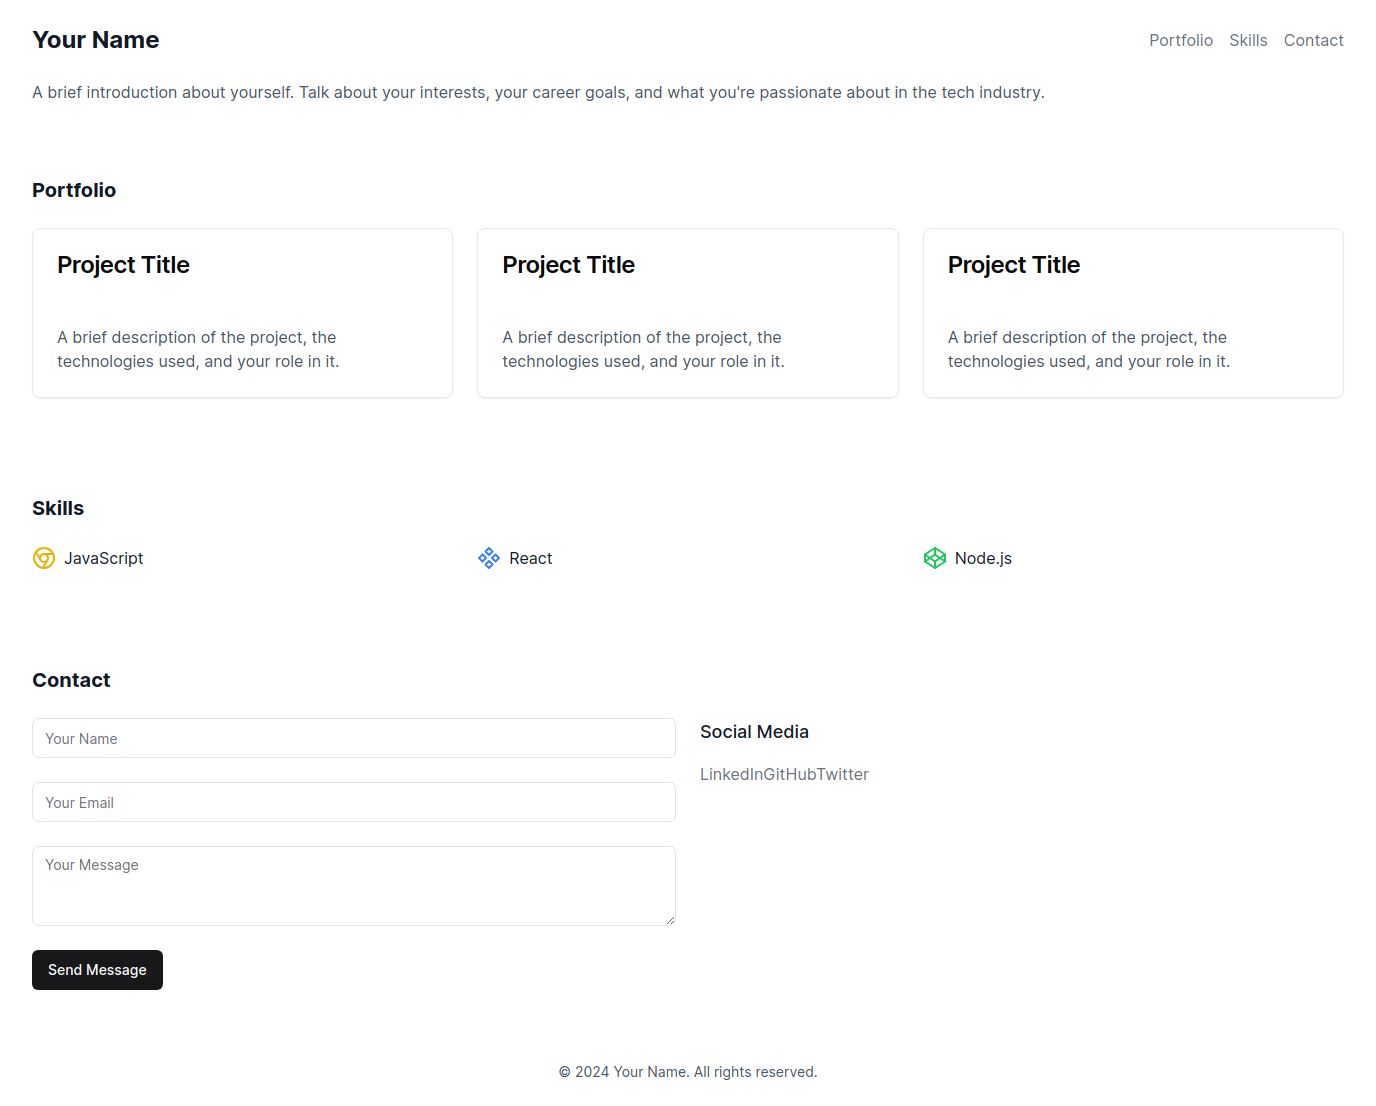 Your Name
Portfolio Skills Contact
A brief introduction about yourself. Talk about your interests, your career goals, and what you're passionate about in the tech industry.
Portfolio
Project Title
A brief description of the project, the
technologies used, and your role in it.
Project Title
A brief description of the project, the
technologies used, and your role in it.
Project Title
A brief description of the project, the
technologies used, and your role in it.
Skills
JavaScript
React
Node.js
Contact
Your Name
Your Email
Your Message
Send Message
Social Media
LinkedInGitHubTwitter
© 2024 Your Name. All rights reserved.